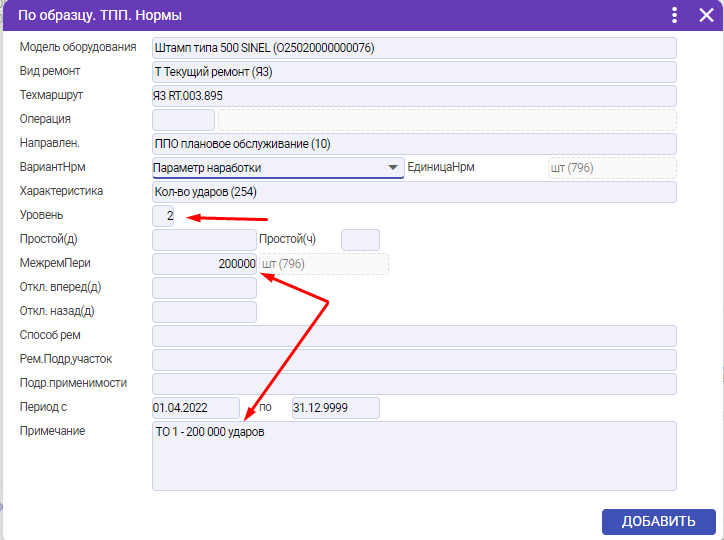 По образцу. ТПП. Нормы
Модель оборудования Штамп типа 500 SINEL (О25020000000076)
Вид ремонт Т Текущий ремонт (ЯЗ)
Техмаршрут ЯЗ RT.003.895
Операция
Направлен. ППО плановое обслуживание (10)
ВариантНрм Параметр наработки ЕдиницаНрм шт (796)
Характеристика Кол-во ударов (254)
Уровень 2
Простой(д) Простой(ч)
МежремПери 200000 шт (796)
Откл. вперед(д)
Откл. назад(д)
Способ рем
Рем.Подр,участок
Подр.применимости
Период с 01.04.2022 по 31.12.9999
Примечание ТО 1 - 200 000 ударов
ДОБАВИТЬ